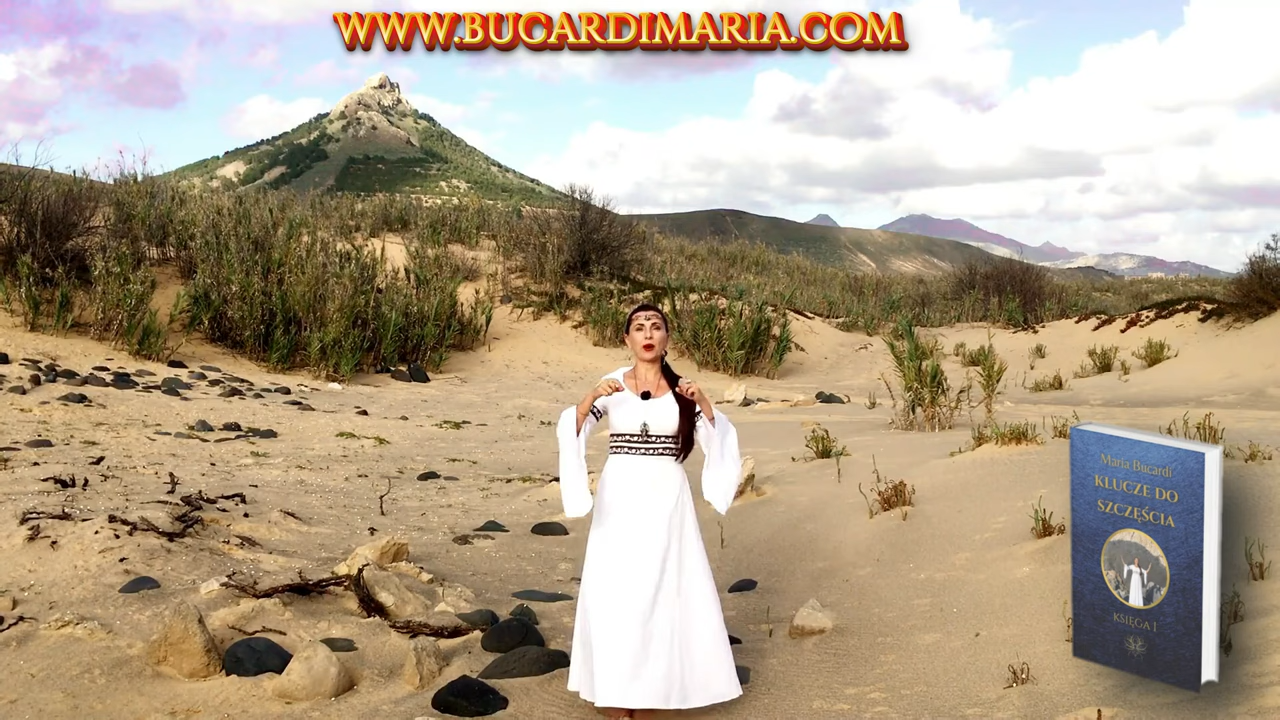 WWW.BUCARDIMARIA.COM
Maria Bucardi
KLUCZE DO
SZCZĘŚCIA
KSIĘGA I